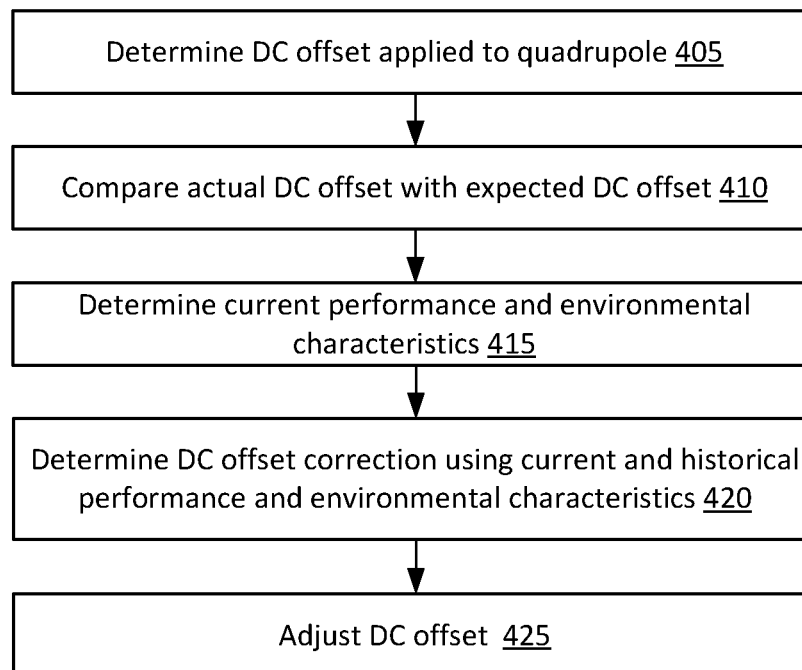 Determine DC offset applied to quadrupole 405
Compare actual DC offset with expected DC offset 410
Determine current performance and environmental
characteristics 415
Determine DC offset correction using current and historical
performance and environmental characteristics 420
Adjust DC offset 425